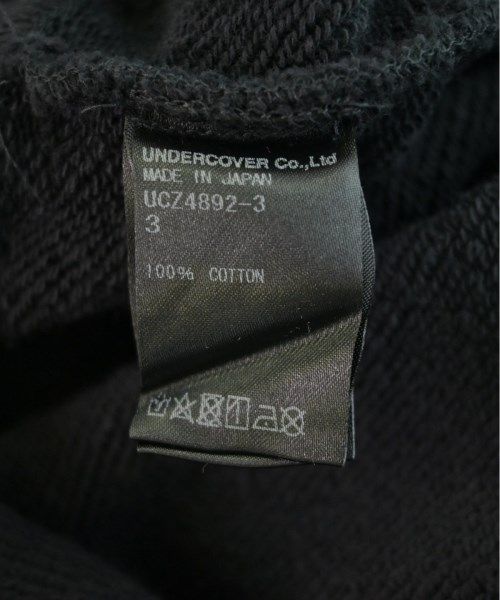 UNDERCOVER Co.,Ltd
MADE IN JAPAN
UCZ4892-3
3
100% COTTON